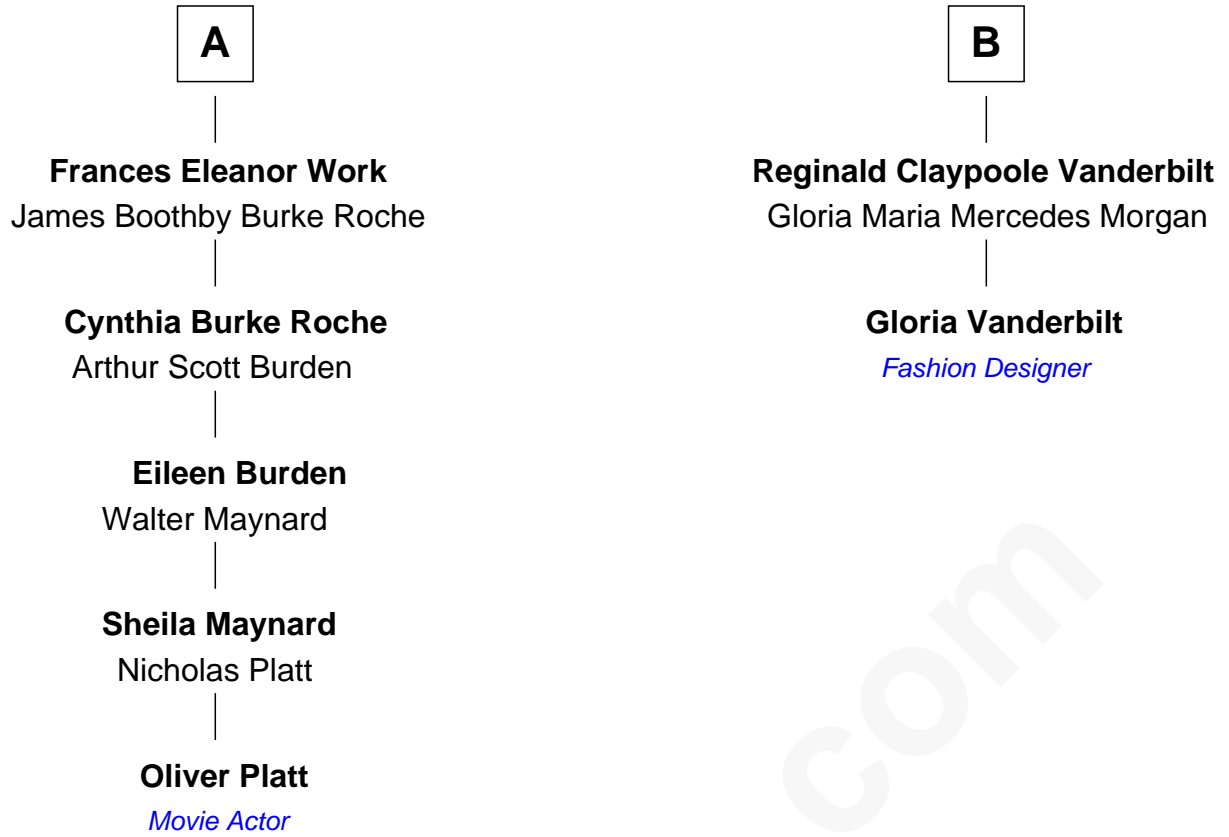 A
Frances Eleanor Work
James Boothby Burke Roche
Cynthia Burke Roche
Arthur Scott Burden
Eileen Burden
Walter Maynard
Sheila Maynard
Nicholas Platt
Oliver Platt
Movie Actor
B
Reginald Claypoole Vanderbilt
Gloria Maria Mercedes Morgan
Gloria Vanderbilt
Fashion Designer
com